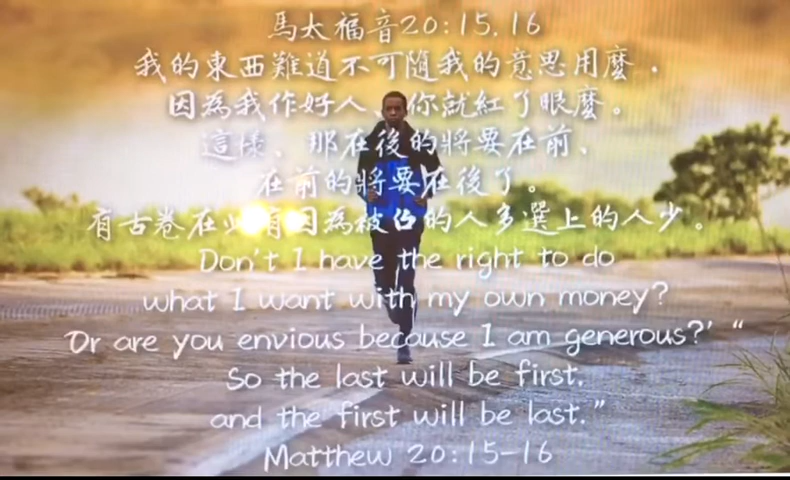 馬太福音20:15.16
我的東西難道不可隨我的意思用麼.
因為我作好人、你就紅了眼麼。
這樣、那在後的將要在前、
在前的將要在後了。
有古卷在此有因為被召的人多選上的人少。
Don't I have the right to do
what I want with my own money?
'Or are you envious because I am generous?' “
So the last will be first,
and the first will be last.”
Matthew 20:15-16